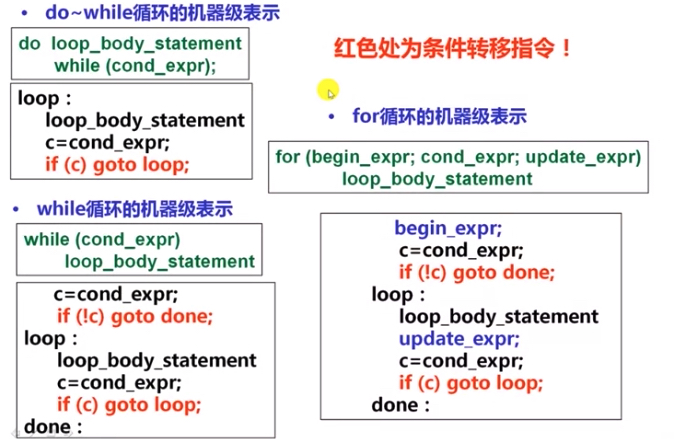 • do~while循环的机器级表示
do loop_body_statement
while (cond_expr);
loop：
loop_body_statement
c=cond_expr;
if (c) goto loop;
• while循环的机器级表示
while (cond_expr)
loop_body_statement
c=cond_expr;
if (!c) goto done;
loop：
loop_body_statement
c=cond_expr;
if (c) goto loop;
done：
红色处为条件转移指令！
• for循环的机器级表示
for (begin_expr; cond_expr; update_expr)
loop_body_statement
begin_expr;
c=cond_expr;
if (!c) goto done;
loop：
loop_body_statement
update_expr;
c=cond_expr;
if (c) goto loop;
done：